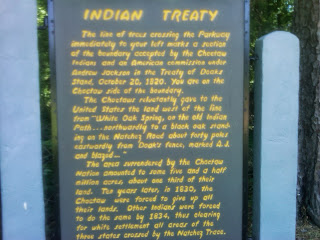 INDIAN TREATY
The line of trees crossing the Parkway
immediately to your left marks a section
of the boundary accepted by the Choctaw
Indians and an American commission under
Andrew Jackson in the Treaty of Doaks
Stand, October 20, 1820. You are on the
Choctaw side of the boundary.
The Choctaws reluctantly gave to the
United States the land west of the line
from "White Oak Spring, on the old Indian
Path... northwardly to a black oak stand-
ing on the Natchez Road about forty poles
eastwardly from Doak's fence, marked A.J.
and blazed..."
The area surrendered by the Choctaw
Nation amounted to some five and a half
million acres, about one third of their
land. Ten years later, in 1830, the
Choctaw were forced to give up all
their lands. Other Indians were forced
to do the same by 1834, thus clearing
for white settlement all areas of the
three states crossed by the Natchez Trace.